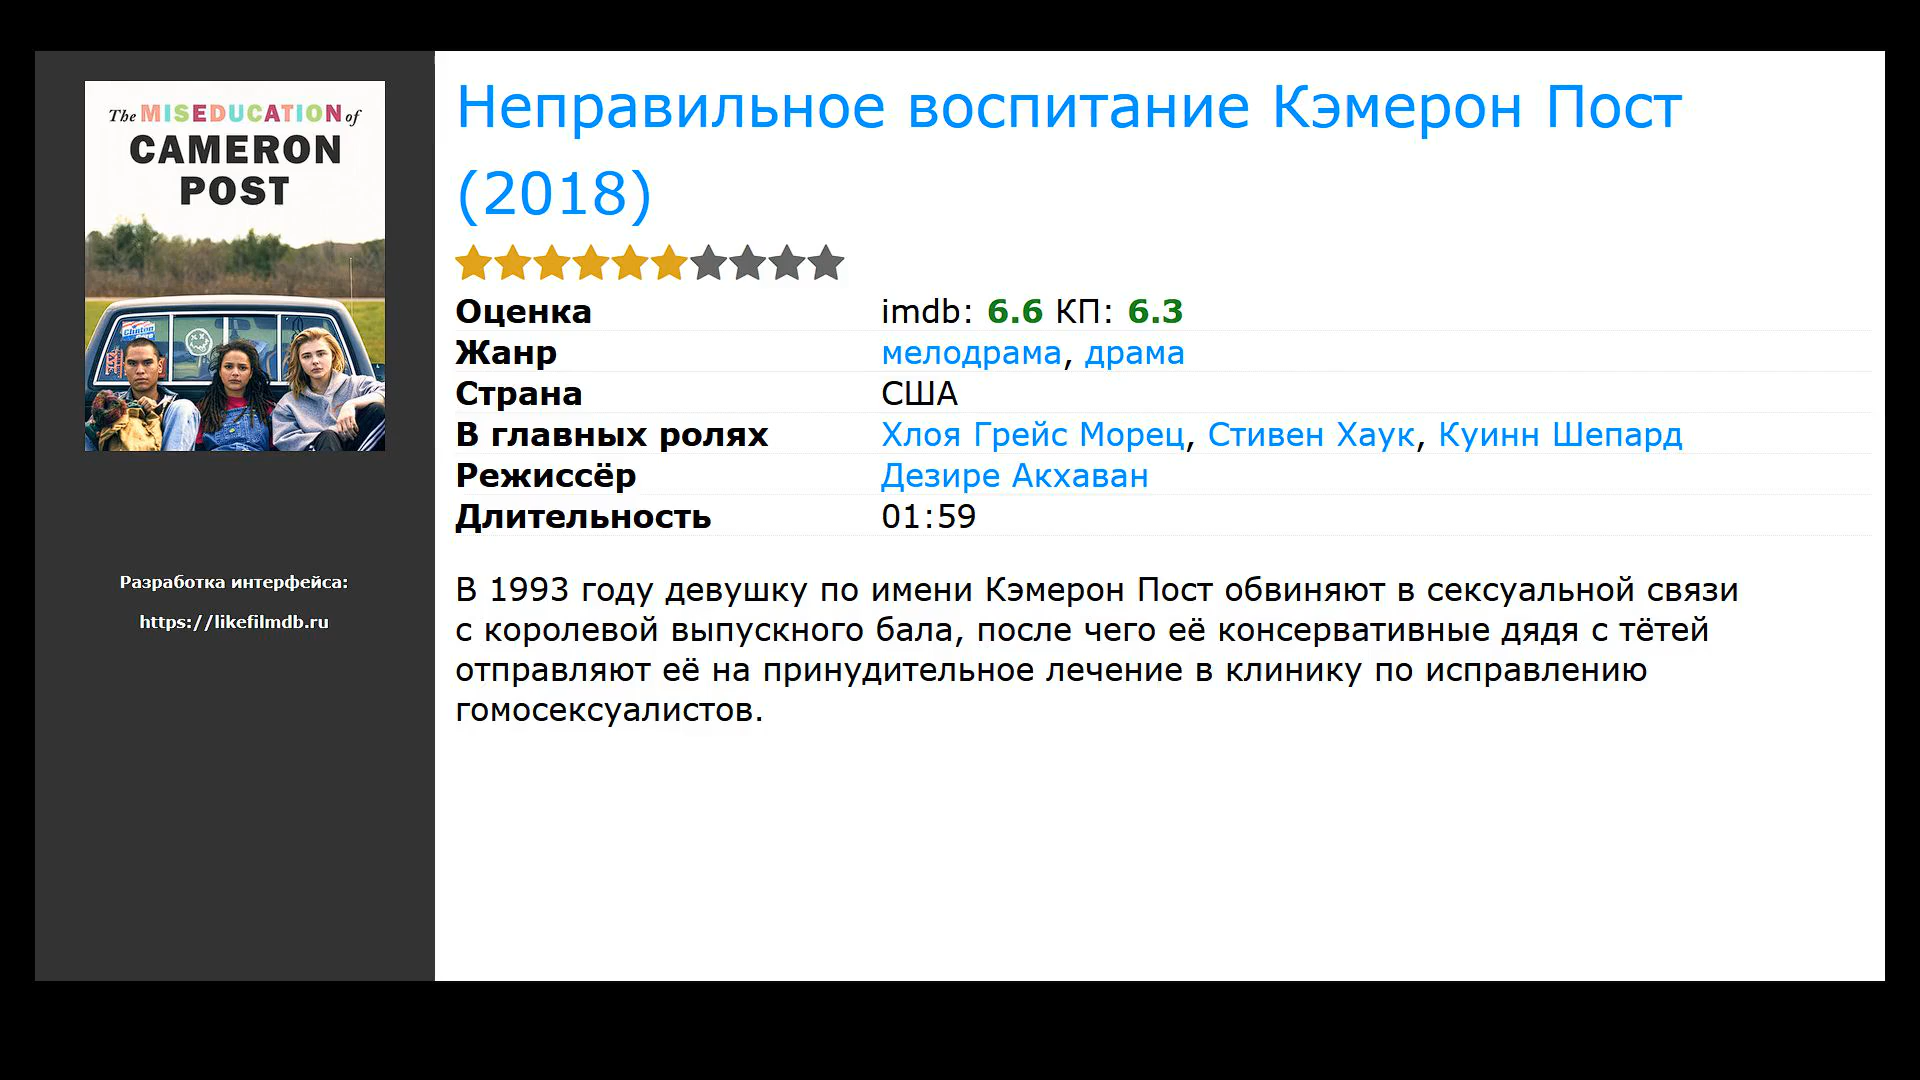 The MISEDUCATION of
CAMERON
POST
Clinton
Разработка интерфейса:
https://likefilmdb.ru
Неправильное воспитание Кэмерон Пост
(2018)
Оценка imdb: 6.6 КП: 6.3
Жанр мелодрама, драма
Страна США
В главных ролях Хлоя Грейс Морец, Стивен Хаук, Куинн Шепард
Режиссёр Дезире Акхаван
Длительность 01:59
В 1993 году девушку по имени Кэмерон Пост обвиняют в сексуальной связи
с королевой выпускного бала, после чего её консервативные дядя с тётей
отправляют её на принудительное лечение в клинику по исправлению
гомосексуалистов.